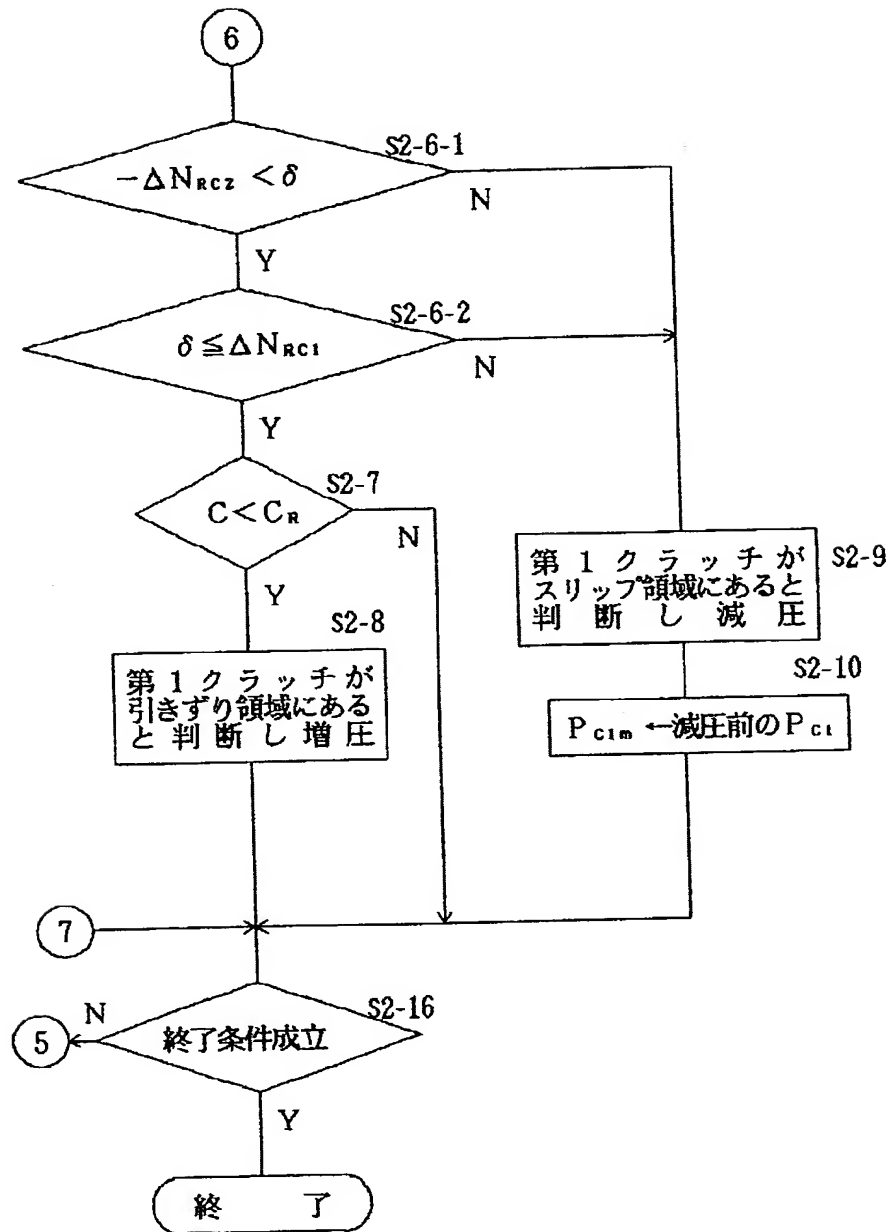 6
S2-6-1
−ΔN_RC2 < δ
N
Y
S2-6-2
δ≦ΔN_RC1
N
Y
S2-7
C<C_R
N
Y
S2-8
第1クラッチが
引きずり領域にある
と判断し増圧
S2-9
第1クラッチが
スリップ領域にあると
判断し減圧
S2-10
P_C1m ←減圧前のP_C1
7
S2-16
終了条件成立
N
5
Y
終 了